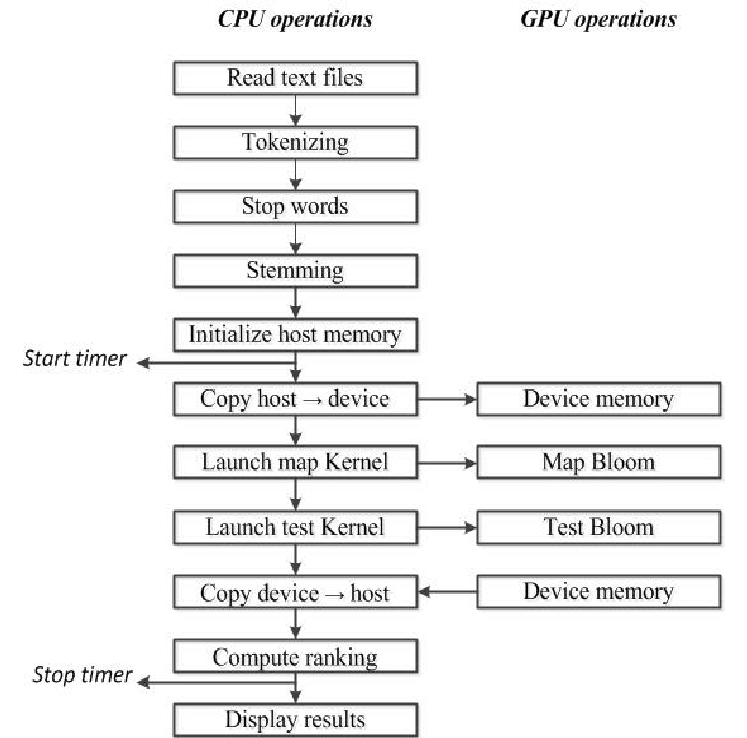 CPU operations GPU operations
Read text files
Tokenizing
Stop words
Stemming
Initialize host memory
Start timer
Copy host → device Device memory
Launch map Kernel Map Bloom
Launch test Kernel Test Bloom
Copy device → host Device memory
Compute ranking
Stop timer
Display results